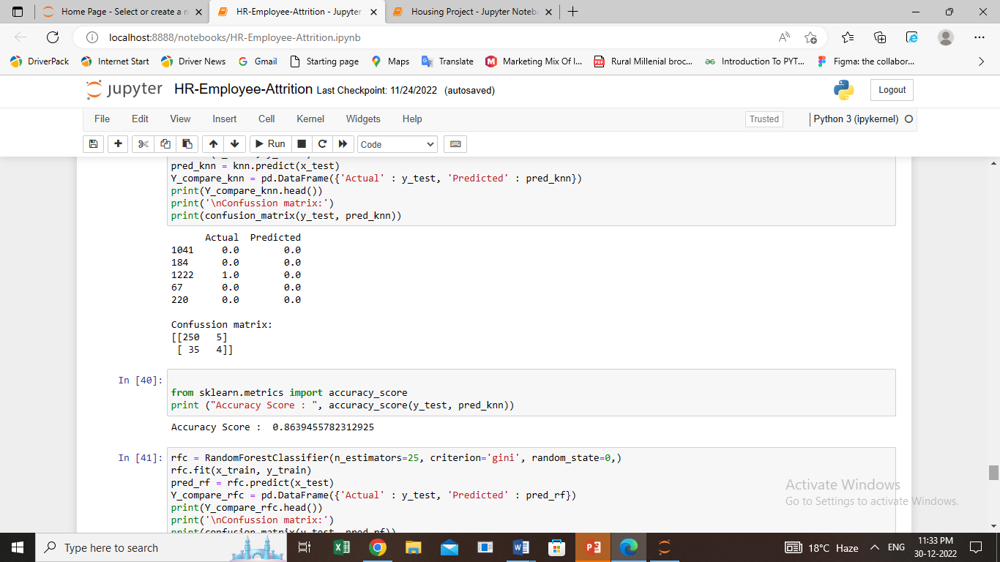 Home Page - Select or create a n
HR-Employee-Attrition - Jupyter
Housing Project - Jupyter Noteb
localhost:8888/notebooks/HR-Employee-Attrition.ipynb
DriverPack
Internet Start
Driver News
Gmail
Starting page
Maps
Translate
Marketing Mix Of I...
Rural Millenial broc...
Introduction To PYT...
Figma: the collabor...
jupyter HR-Employee-Attrition Last Checkpoint: 11/24/2022 (autosaved)
Logout
File Edit View Insert Cell Kernel Widgets Help
Trusted
Python 3 (ipykernel)
Run
Code
pred_knn = knn.predict(x_test)
Y_compare_knn = pd.DataFrame({'Actual' : y_test, 'Predicted' : pred_knn})
print(Y_compare_knn.head())
print('\nConfussion matrix:')
print(confusion_matrix(y_test, pred_knn))
Actual Predicted
1041 0.0 0.0
184 0.0 0.0
1222 1.0 0.0
67 0.0 0.0
220 0.0 0.0
Confussion matrix:
[[250 5]
[ 35 4]]
In [40]:
from sklearn.metrics import accuracy_score
print ("Accuracy Score : ", accuracy_score(y_test, pred_knn))
Accuracy Score : 0.8639455782312925
In [41]:
rfc = RandomForestClassifier(n_estimators=25, criterion='gini', random_state=0,)
rfc.fit(x_train, y_train)
pred_rf = rfc.predict(x_test)
Y_compare_rfc = pd.DataFrame({'Actual' : y_test, 'Predicted' : pred_rf})
print(Y_compare_rfc.head())
print('\nConfussion matrix:')
print(confusion_matrix(y_test, pred_rf))
Activate Windows
Go to Settings to activate Windows.
Type here to search
18°C Haze
ENG
11:33 PM
30-12-2022